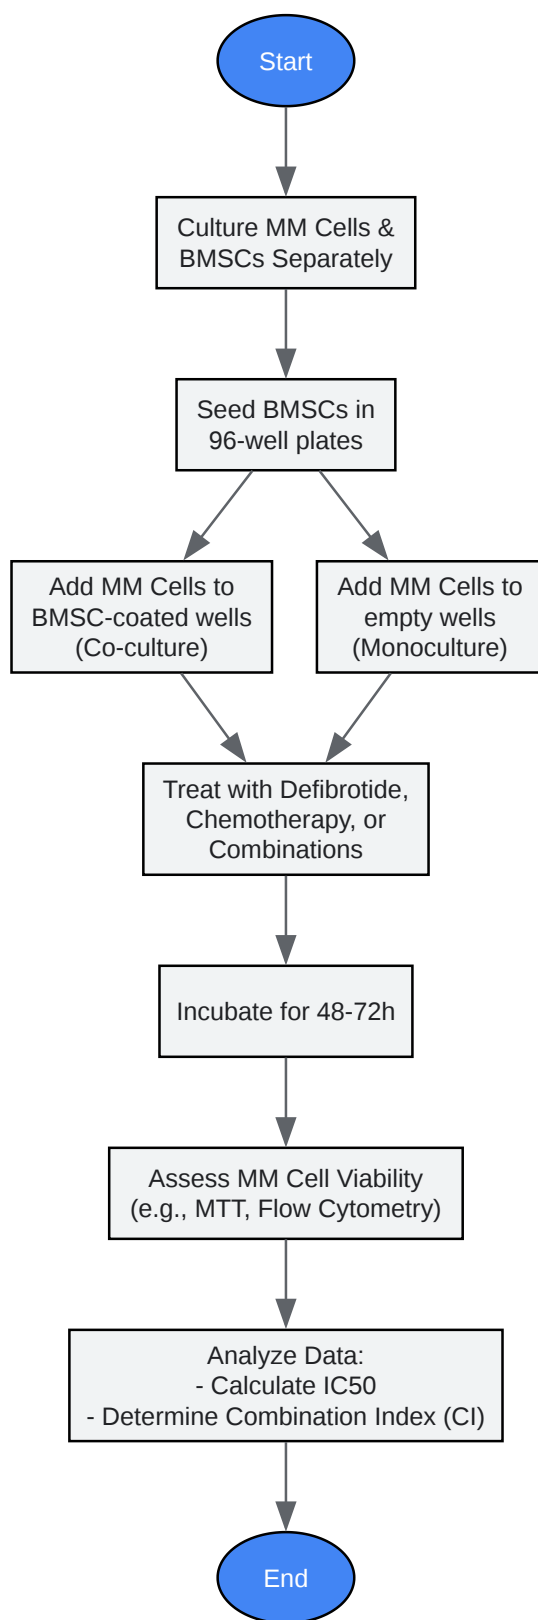 Start
Culture MM Cells &
BMSCs Separately
Seed BMSCs in
96-well plates
Add MM Cells to
BMSC-coated wells
(Co-culture)
Add MM Cells to
empty wells
(Monoculture)
Treat with Defibrotide,
Chemotherapy, or
Combinations
Incubate for 48-72h
Assess MM Cell Viability
(e.g., MTT, Flow Cytometry)
Analyze Data:
- Calculate IC50
- Determine Combination Index (CI)
End